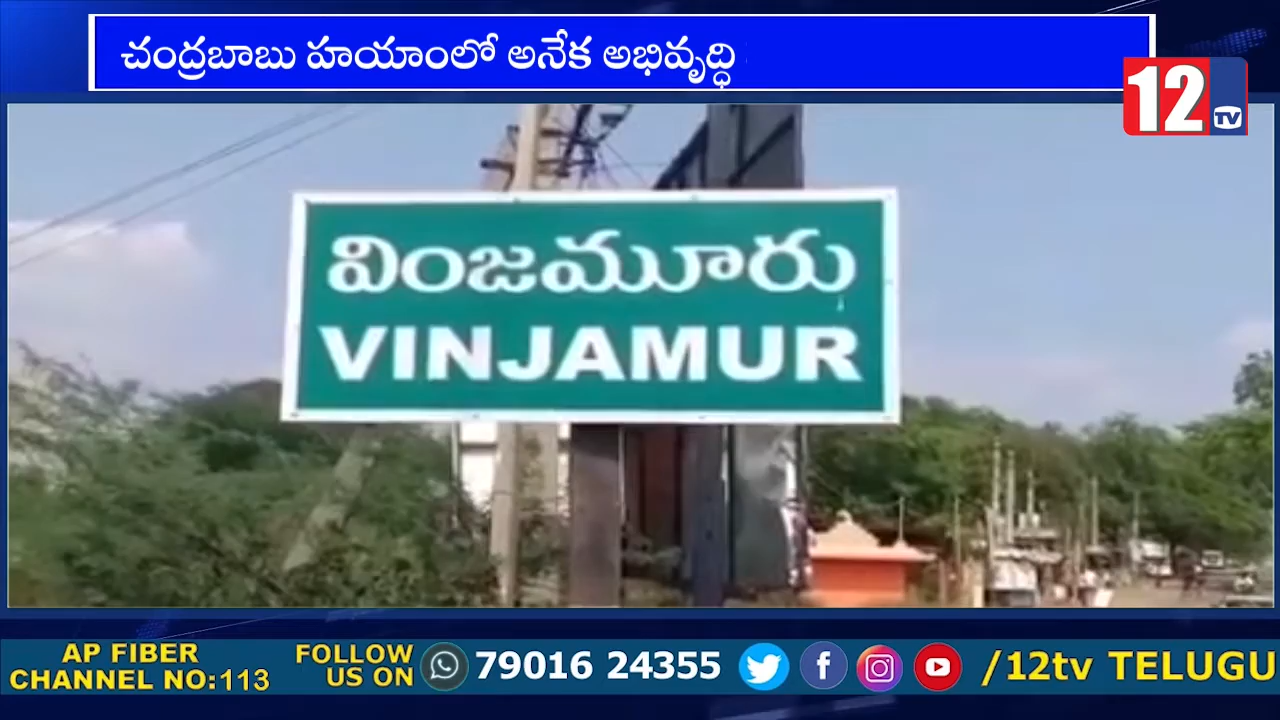 చంద్రబాబు హయాంలో అనేక అభివృద్ధి
12
TV
వింజమూరు
VINJAMUR
AP FIBER
CHANNEL NO:113
FOLLOW
US ON
79016 24355
/12tv TELUGU